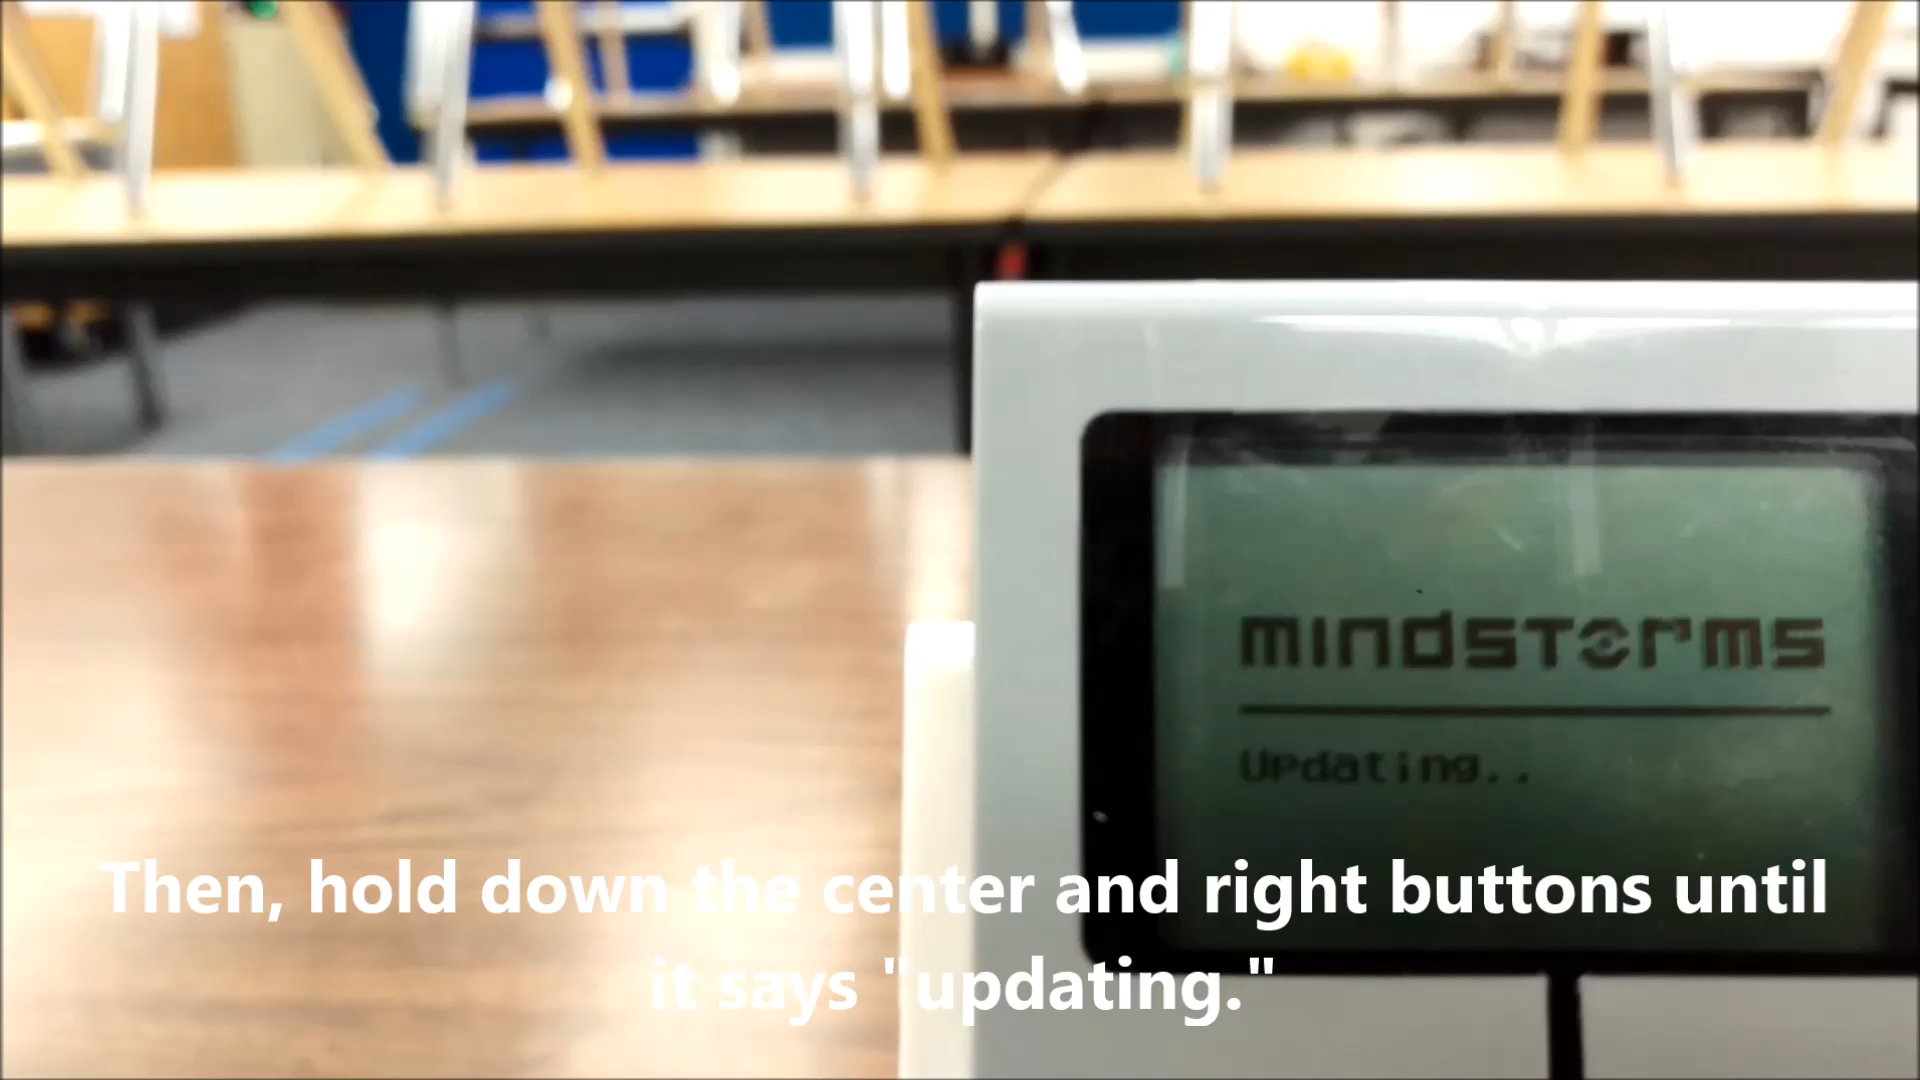 mindstorms
Updating..
Then, hold down the center and right buttons until
it says "updating."